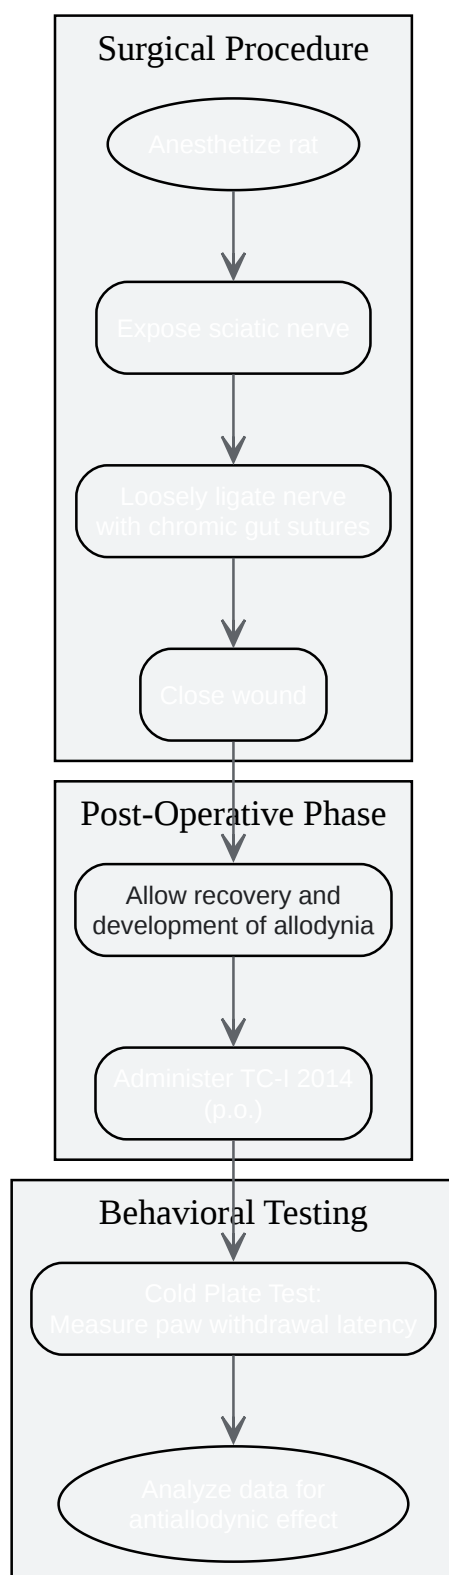 Surgical Procedure
Anesthetize rat
Expose sciatic nerve
Loosely ligate nerve
with chromic gut sutures
Close wound
Post-Operative Phase
Allow recovery and
development of allodynia
Administer TC-I 2014
(p.o.)
Behavioral Testing
Cold Plate Test:
Measure paw withdrawal latency
Analyze data for
antiallodynic effect